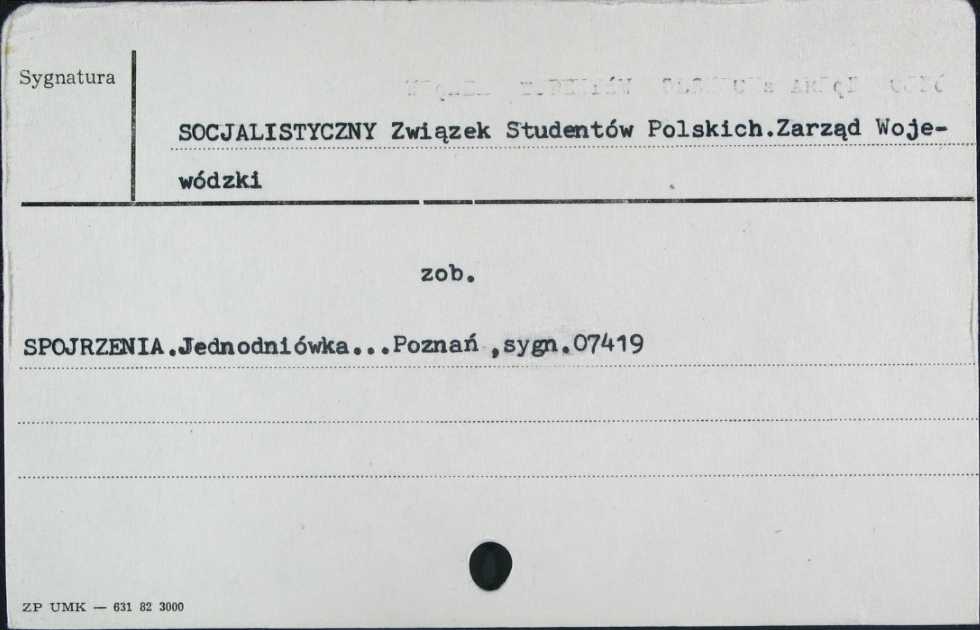 Sygnatura
SOCJALISTYCZNY Związek Studentów Polskich.Zarząd Woje-
wódzki
zob.
SPOJRZENIA.Jednodniówka...Poznań ,sygn.07419
ZP UMK — 631 82 3000